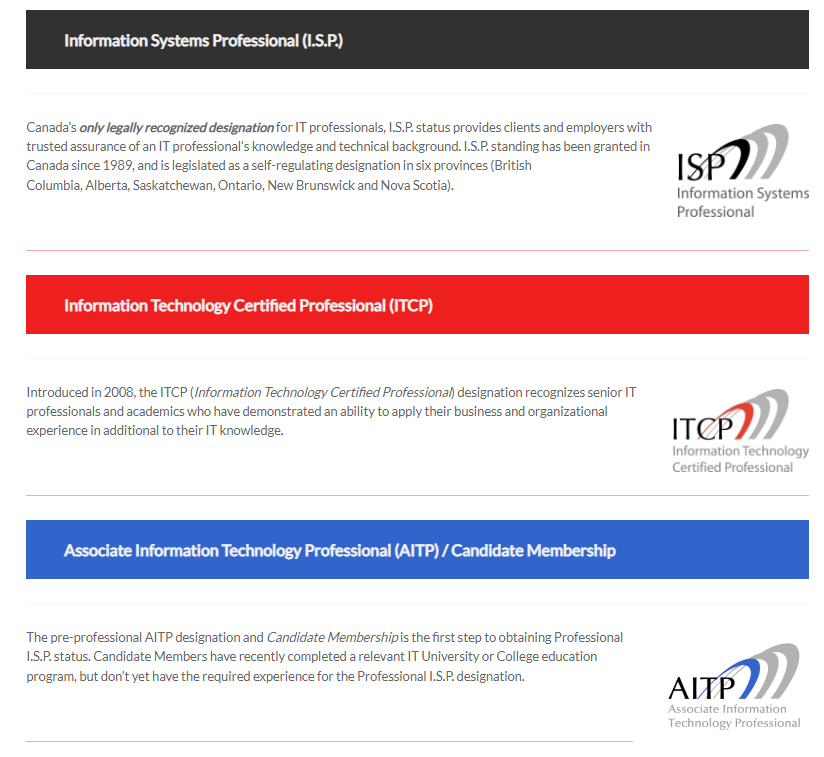 Information Systems Professional (I.S.P.)
Canada's only legally recognized designation for IT professionals, I.S.P. status provides clients and employers with
trusted assurance of an IT professional's knowledge and technical background. I.S.P. standing has been granted in
Canada since 1989, and is legislated as a self-regulating designation in six provinces (British
Columbia, Alberta, Saskatchewan, Ontario, New Brunswick and Nova Scotia).
ISP
Information Systems
Professional
Information Technology Certified Professional (ITCP)
Introduced in 2008, the ITCP (Information Technology Certified Professional) designation recognizes senior IT
professionals and academics who have demonstrated an ability to apply their business and organizational
experience in additional to their IT knowledge.
ITCP
Information Technology
Certified Professional
Associate Information Technology Professional (AITP) / Candidate Membership
The pre-professional AITP designation and Candidate Membership is the first step to obtaining Professional
I.S.P. status. Candidate Members have recently completed a relevant IT University or College education
program, but don't yet have the required experience for the Professional I.S.P. designation.
AITP
Associate Information
Technology Professional